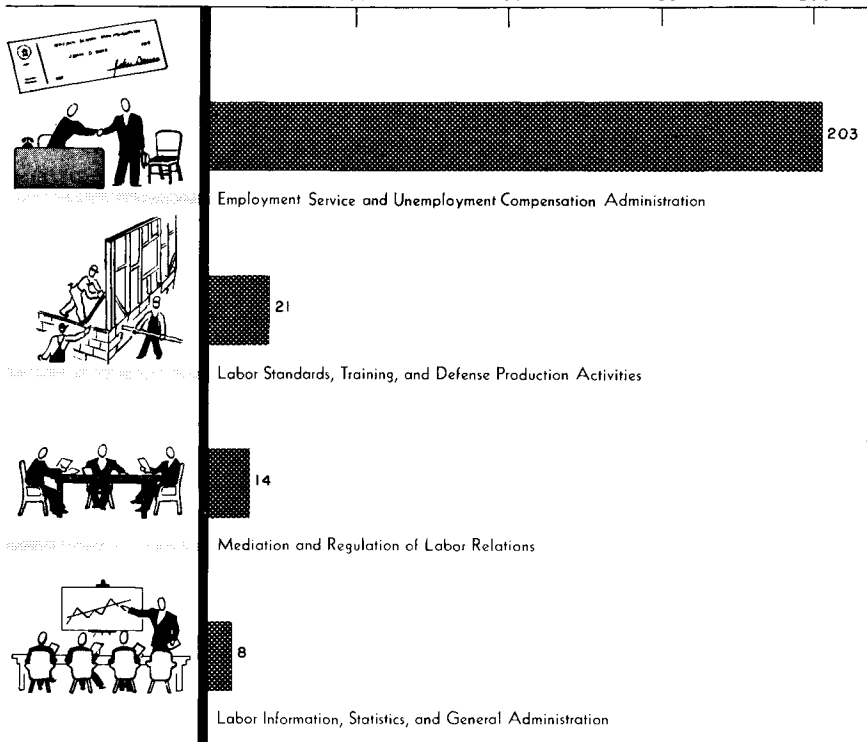 203
Employment Service and Unemployment Compensation Administration
21
Labor Standards, Training, and Defense Production Activities
14
Mediation and Regulation of Labor Relations
8
Labor Information, Statistics, and General Administration